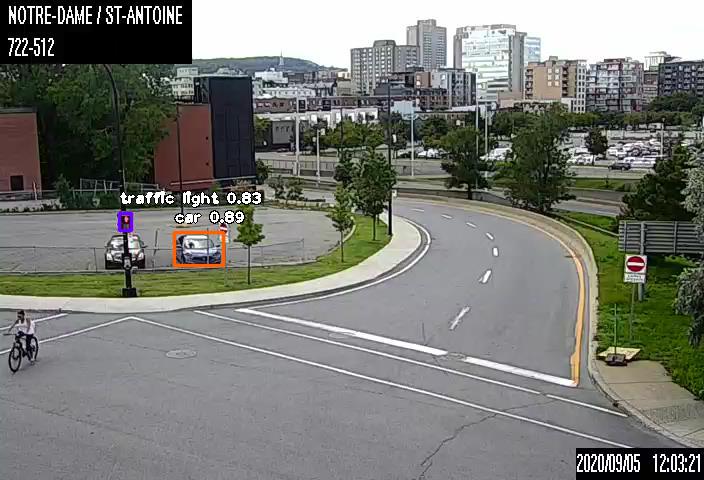 NOTRE-DAME / ST-ANTOINE
722-512
traffic light 0.83
car 0.89
2020/09/05 12:03:21